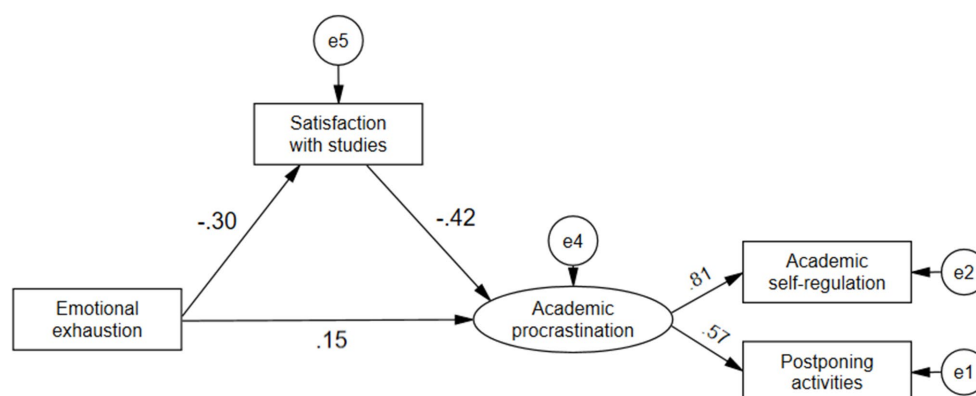 e5
Satisfaction
with studies
-.30
-.42
e4
Academic
self-regulation
e2
.81
Emotional
exhaustion
.15
Academic
procrastination
.57
Postponing
activities
e1